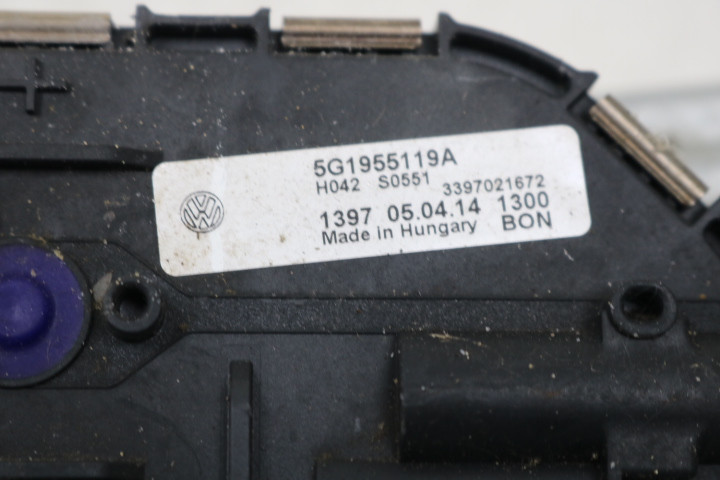 5G1955119A
H042 S0551 3397021672
1397 05.04.14 1300
Made In Hungary BON